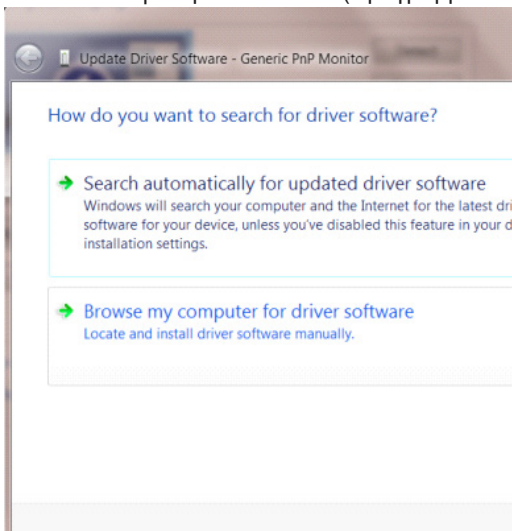 Update Driver Software - Generic PnP Monitor
How do you want to search for driver software?
Search automatically for updated driver software
Windows will search your computer and the Internet for the latest dri
software for your device, unless you've disabled this feature in your d
installation settings.
Browse my computer for driver software
Locate and install driver software manually.